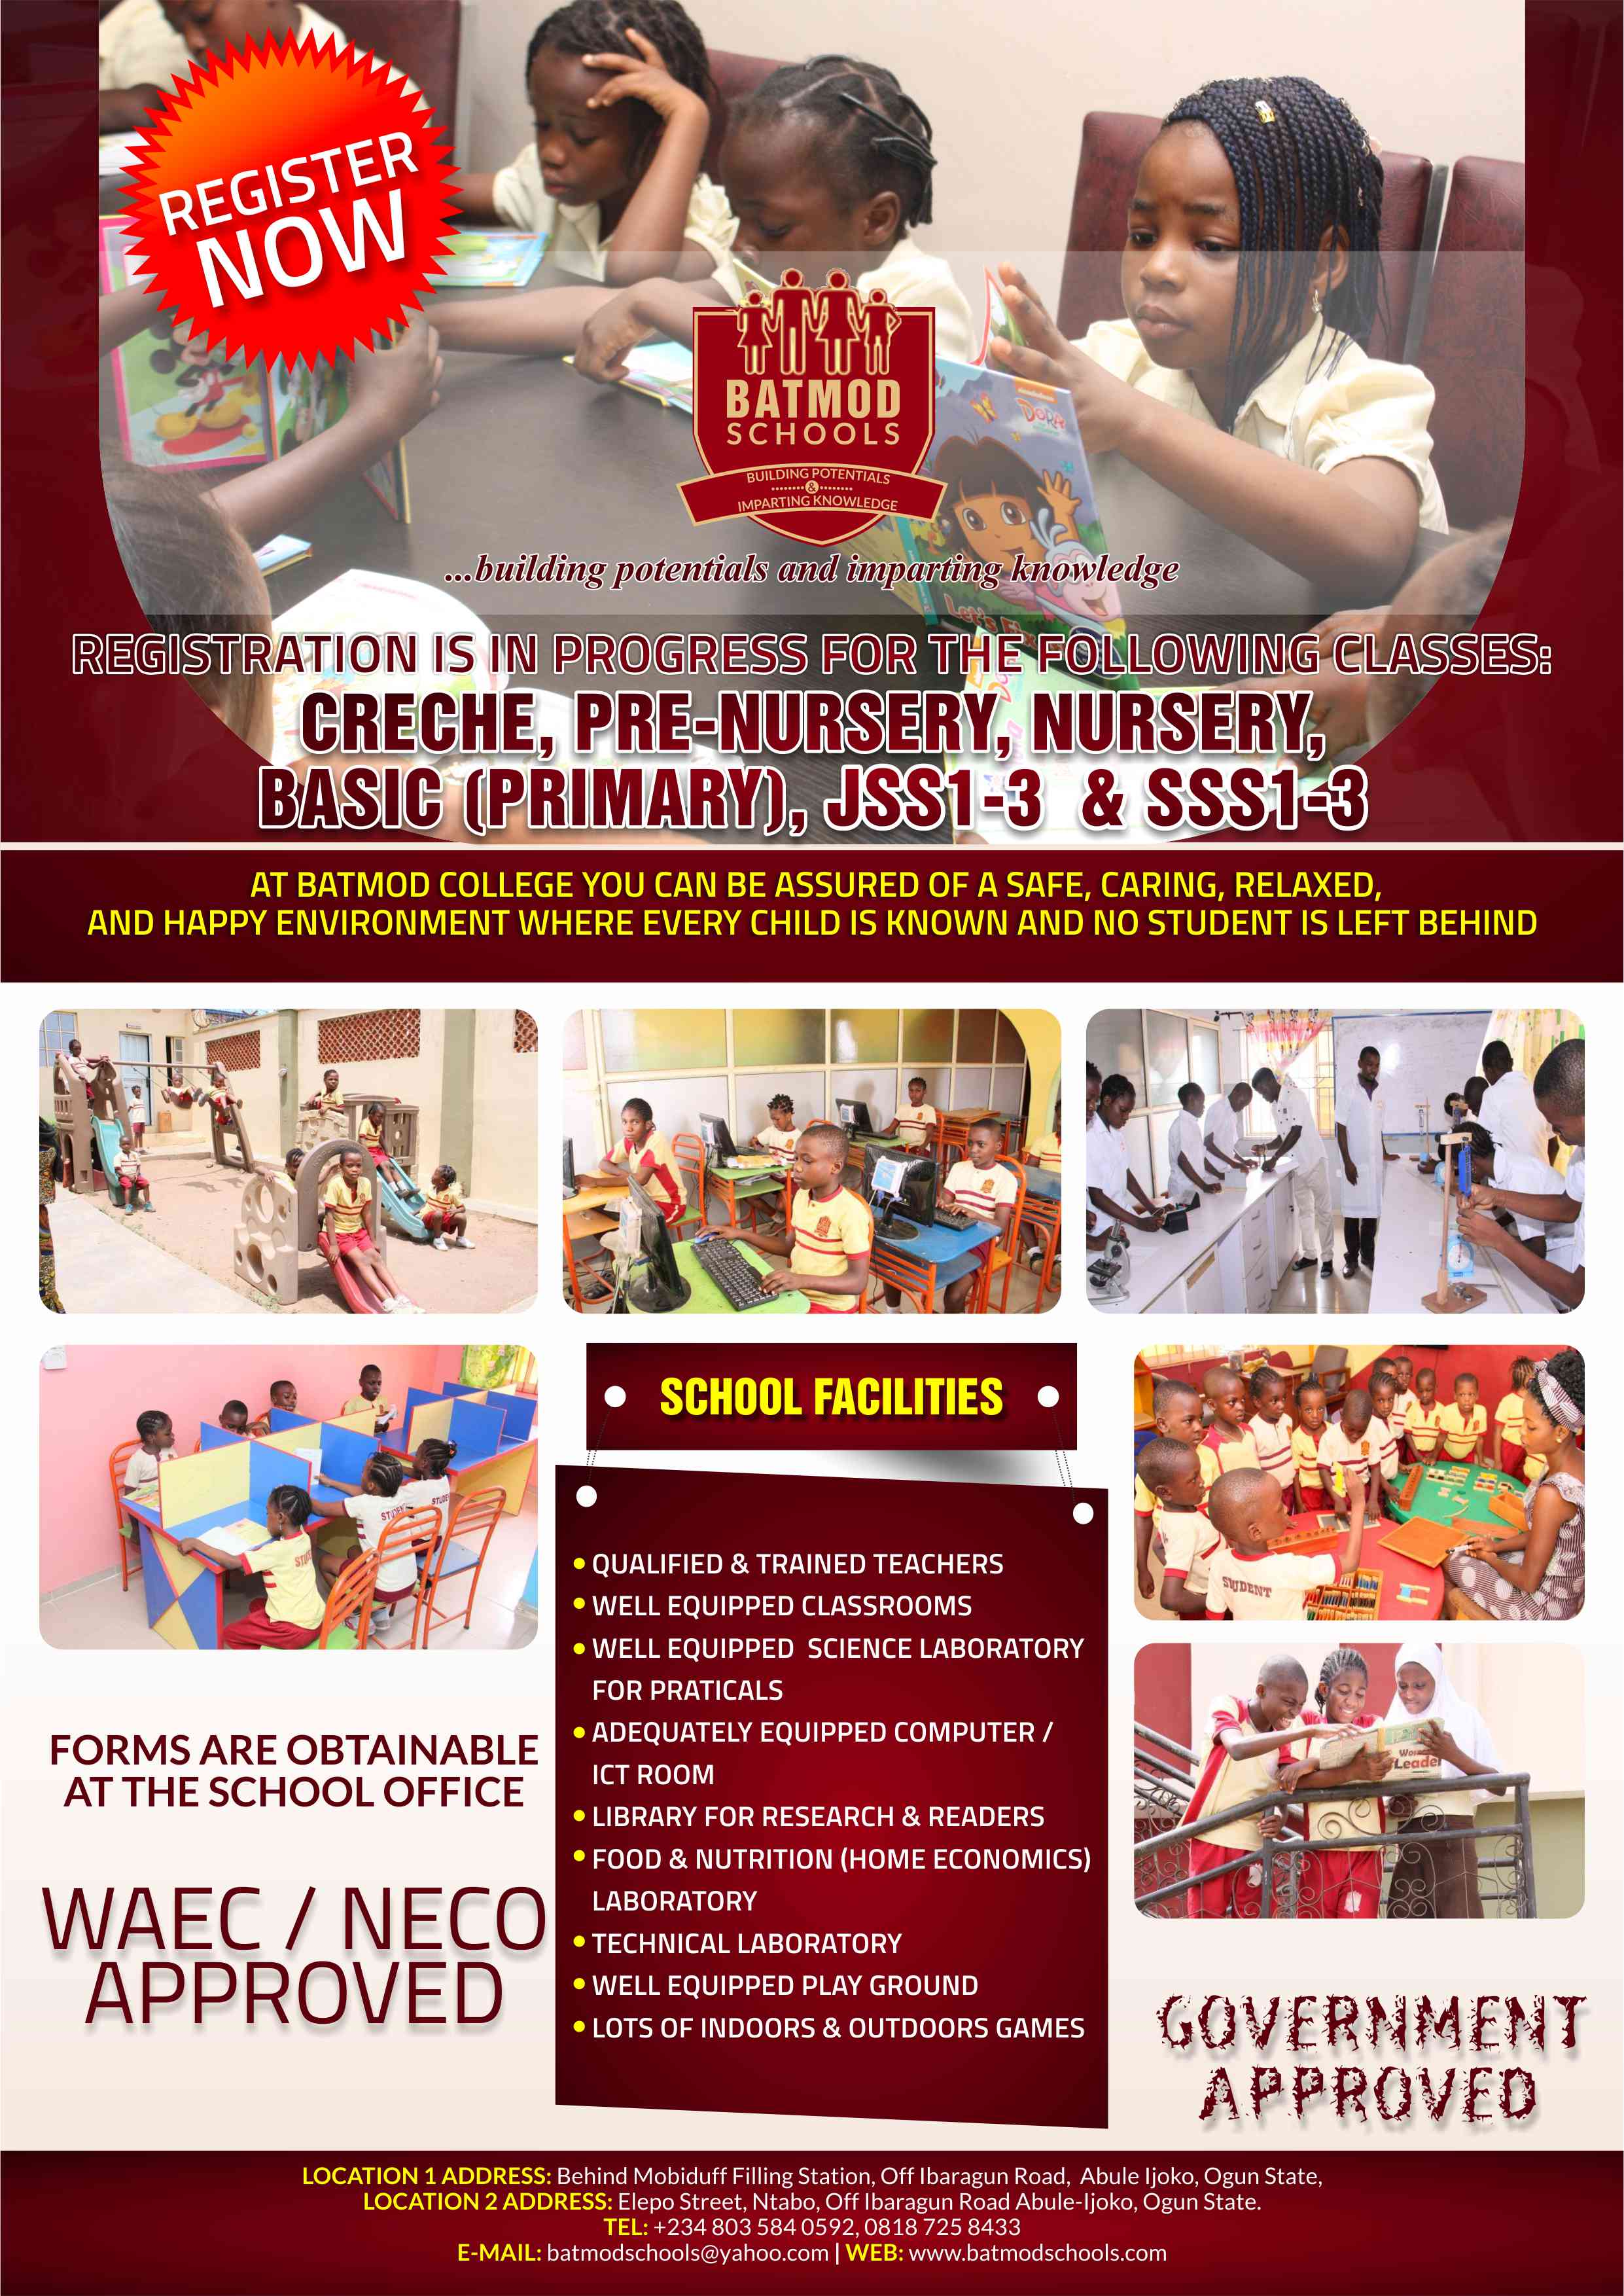 REGISTER
NOW
BATMOD
SCHOOLS
BUILDING POTENTIALS
&
IMPARTING KNOWLEDGE
DORA
Let's
...building potentials and imparting knowledge
REGISTRATION IS IN PROGRESS FOR THE FOLLOWING CLASSES:
CRECHE, PRE-NURSERY, NURSERY,
BASIC (PRIMARY), JSS1-3 & SSS1-3
AT BATMOD COLLEGE YOU CAN BE ASSURED OF A SAFE, CARING, RELAXED,
AND HAPPY ENVIRONMENT WHERE EVERY CHILD IS KNOWN AND NO STUDENT IS LEFT BEHIND
SCHOOL FACILITIES
• QUALIFIED & TRAINED TEACHERS
• WELL EQUIPPED CLASSROOMS
• WELL EQUIPPED SCIENCE LABORATORY
FOR PRATICALS
• ADEQUATELY EQUIPPED COMPUTER /
ICT ROOM
• LIBRARY FOR RESEARCH & READERS
• FOOD & NUTRITION (HOME ECONOMICS)
LABORATORY
• TECHNICAL LABORATORY
• WELL EQUIPPED PLAY GROUND
• LOTS OF INDOORS & OUTDOORS GAMES
STUDENT
FORMS ARE OBTAINABLE
AT THE SCHOOL OFFICE
WAEC / NECO
APPROVED
GOVERNMENT
APPROVED
LOCATION 1 ADDRESS: Behind Mobiduff Filling Station, Off Ibaragun Road, Abule Ijoko, Ogun State,
LOCATION 2 ADDRESS: Elepo Street, Ntabo, Off Ibaragun Road Abule-Ijoko, Ogun State.
TEL: +234 803 584 0592, 0818 725 8433
E-MAIL: batmodschools@yahoo.com | WEB: www.batmodschools.com